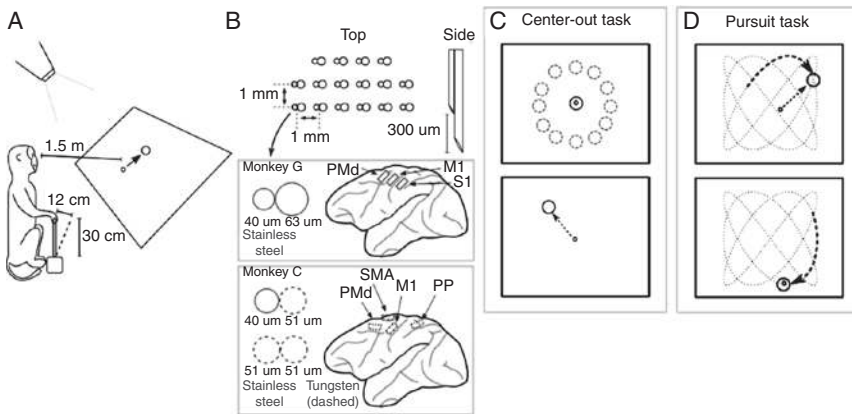 A
1.5 m
12 cm
30 cm
B
Top
Side
1 mm
1 mm
300 um
Monkey G
40 um 63 um
Stainless
steel
PMd
M1
S1
Monkey C
40 um 51 um
51 um 51 um
Stainless
steel
Tungsten
(dashed)
SMA
PMd
M1
PP
C
Center-out task
D
Pursuit task